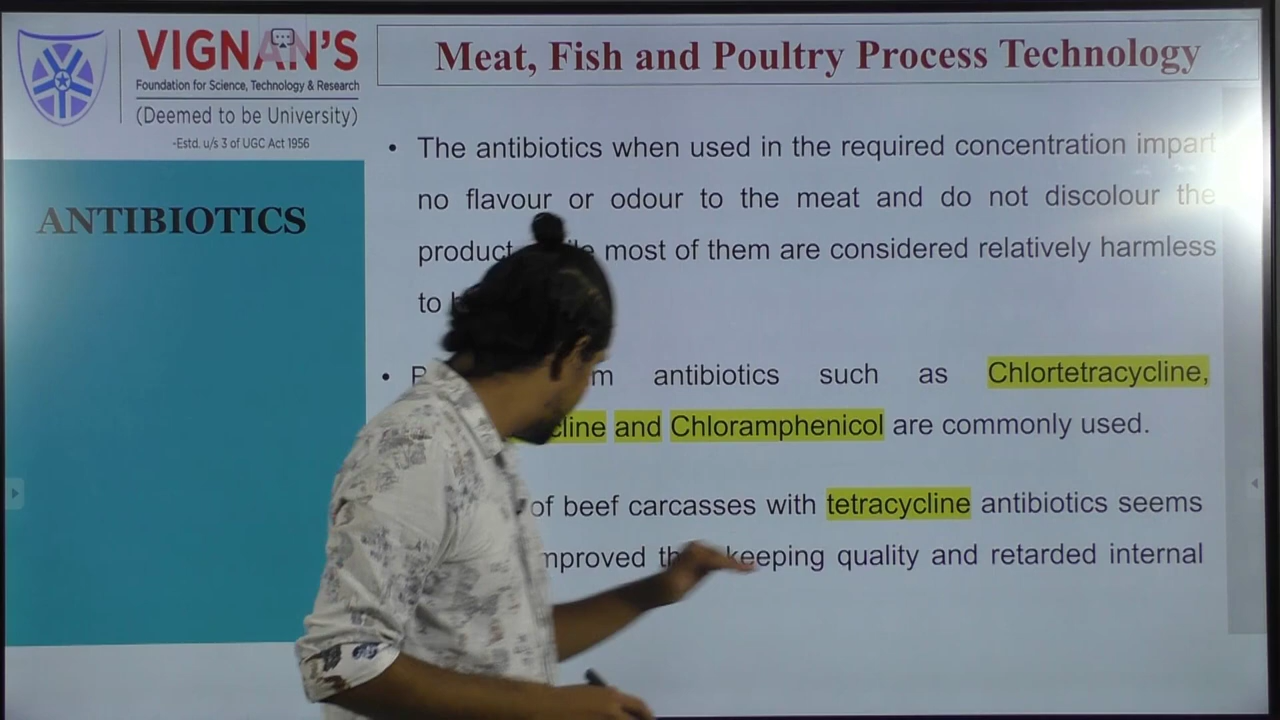 VIGNAN'S
Foundation for Science, Technology & Research
(Deemed to be University)
-Estd. u/s 3 of UGC Act 1956
Meat, Fish and Poultry Process Technology
ANTIBIOTICS
• The antibiotics when used in the required concentration impart
no flavour or odour to the meat and do not discolour the
most of them are considered relatively harmless
to
• antibiotics such as Chlortetracycline,
and Chloramphenicol are commonly used.
of beef carcasses with tetracycline antibiotics seems
keeping quality and retarded internal